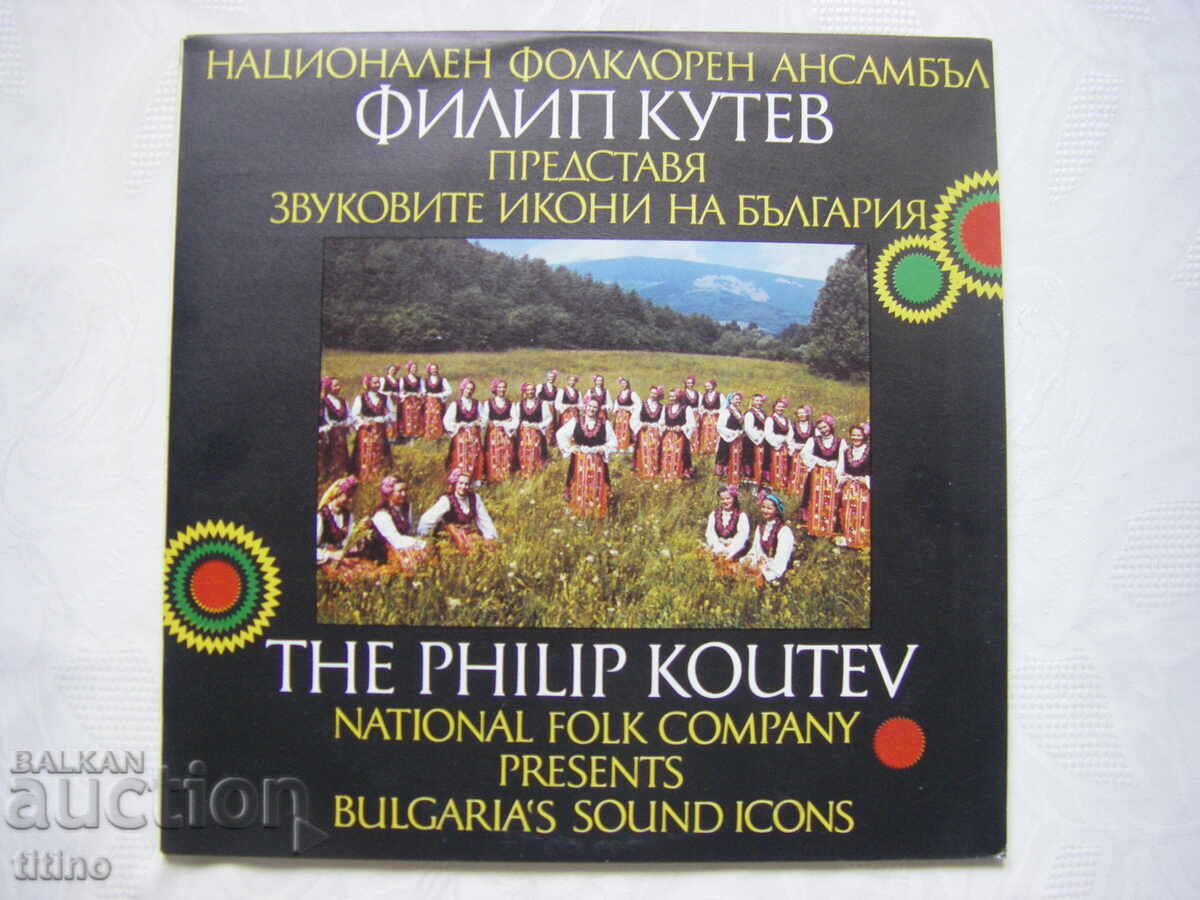 НАЦИОНАЛЕН ФОЛКЛОРЕН АНСАМБЪЛ
ФИЛИП КУТЕВ
ПРЕДСТАВЯ
ЗВУКОВИТЕ ИКОНИ НА БЪЛГАРИЯ
THE PHILIP KOUTEV
NATIONAL FOLK COMPANY
PRESENTS
BULGARIA'S SOUND ICONS
BALKAN
auction
titino